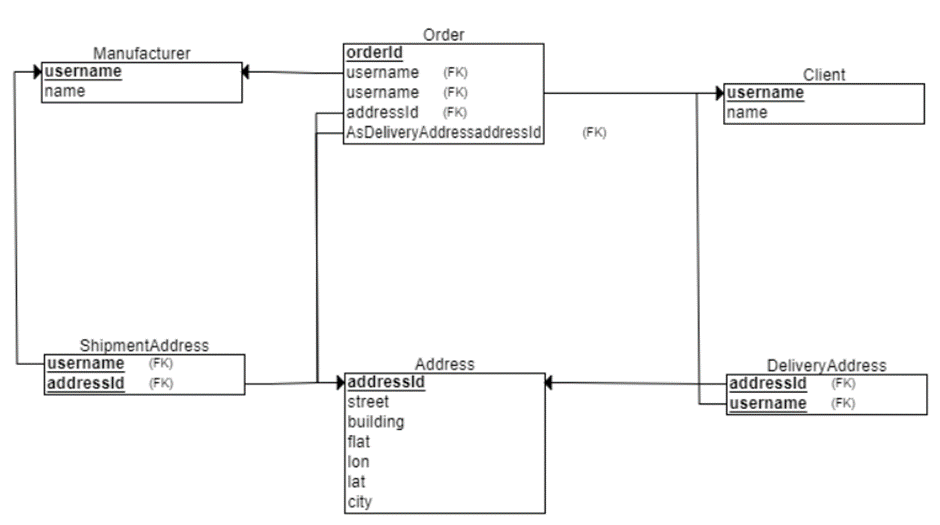 Manufacturer
username
name
Order
orderId
username (FK)
username (FK)
addressId (FK)
AsDeliveryAddressaddressId (FK)
Client
username
name
ShipmentAddress
username (FK)
addressId (FK)
Address
addressId
street
building
flat
lon
lat
city
DeliveryAddress
addressId (FK)
username (FK)